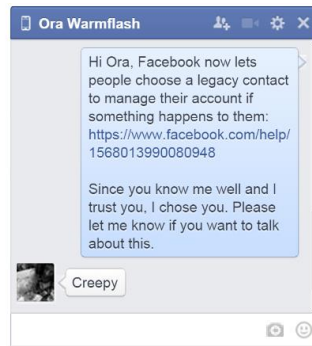 Ora Warmflash
Hi Ora, Facebook now lets
people choose a legacy contact
to manage their account if
something happens to them:
https://www.facebook.com/help/
1568013990080948
Since you know me well and I
trust you, I chose you. Please
let me know if you want to talk
about this.
Creepy